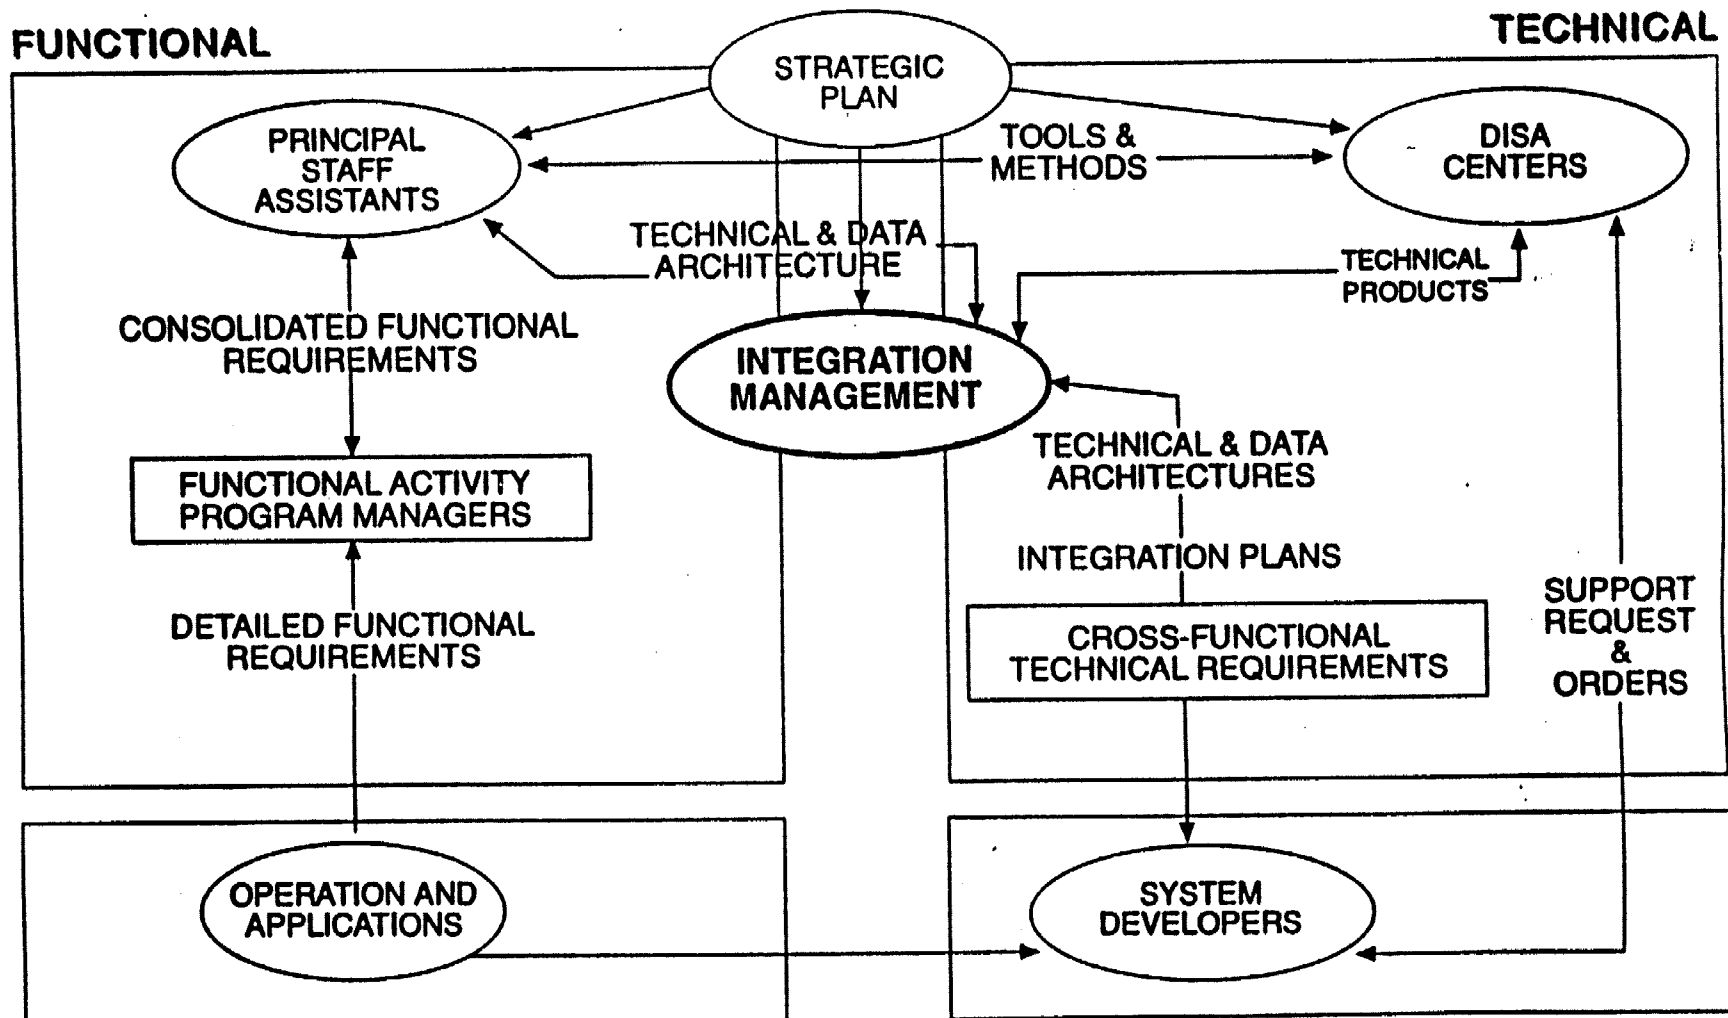 FUNCTIONAL
TECHNICAL
STRATEGIC
PLAN
PRINCIPAL
STAFF
ASSISTANTS
TOOLS &
METHODS
DISA
CENTERS
TECHNICAL & DATA
ARCHITECTURE
TECHNICAL
PRODUCTS
CONSOLIDATED FUNCTIONAL
REQUIREMENTS
INTEGRATION
MANAGEMENT
TECHNICAL & DATA
ARCHITECTURES
FUNCTIONAL ACTIVITY
PROGRAM MANAGERS
INTEGRATION PLANS
SUPPORT
REQUEST
&
ORDERS
DETAILED FUNCTIONAL
REQUIREMENTS
CROSS-FUNCTIONAL
TECHNICAL REQUIREMENTS
OPERATION AND
APPLICATIONS
SYSTEM
DEVELOPERS